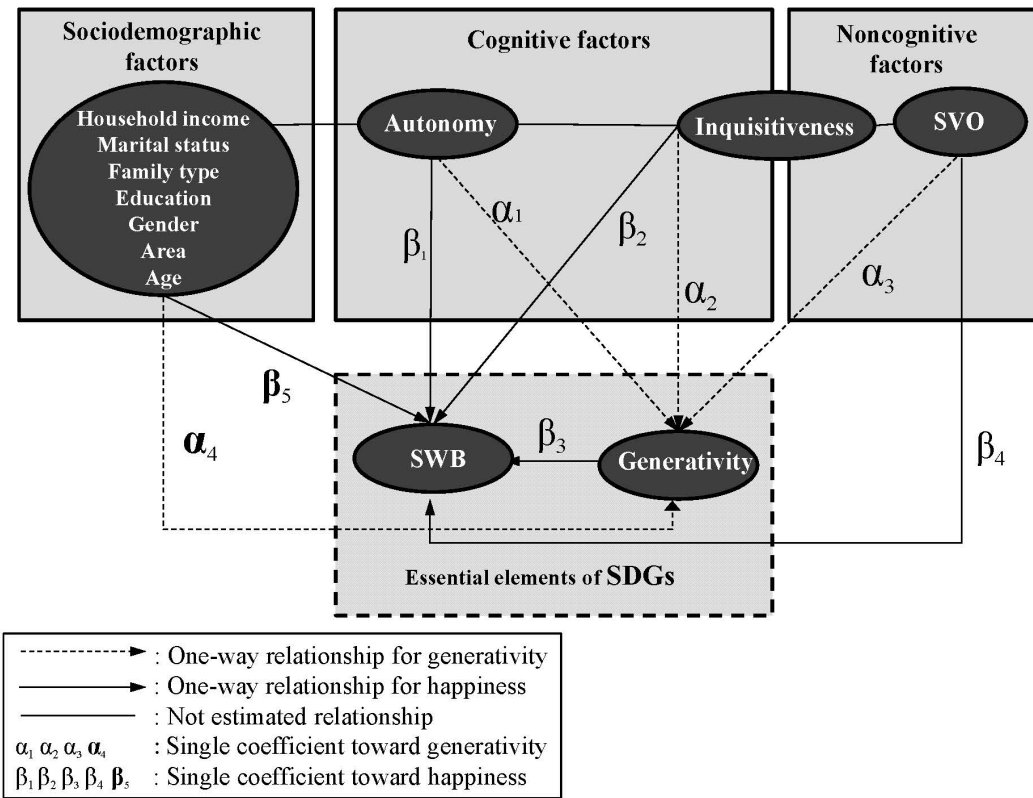 Sociodemographic
factors
Household income
Marital status
Family type
Education
Gender
Area
Age
Cognitive factors
Autonomy
Inquisitiveness
Noncognitive
factors
SVO
β₁
α₁
β₂
α₂
α₃
β₅
α₄
β₃
β₄
SWB
Generativity
Essential elements of SDGs
: One-way relationship for generativity
: One-way relationship for happiness
: Not estimated relationship
α₁ α₂ α₃ α₄ : Single coefficient toward generativity
β₁ β₂ β₃ β₄ β₅ : Single coefficient toward happiness